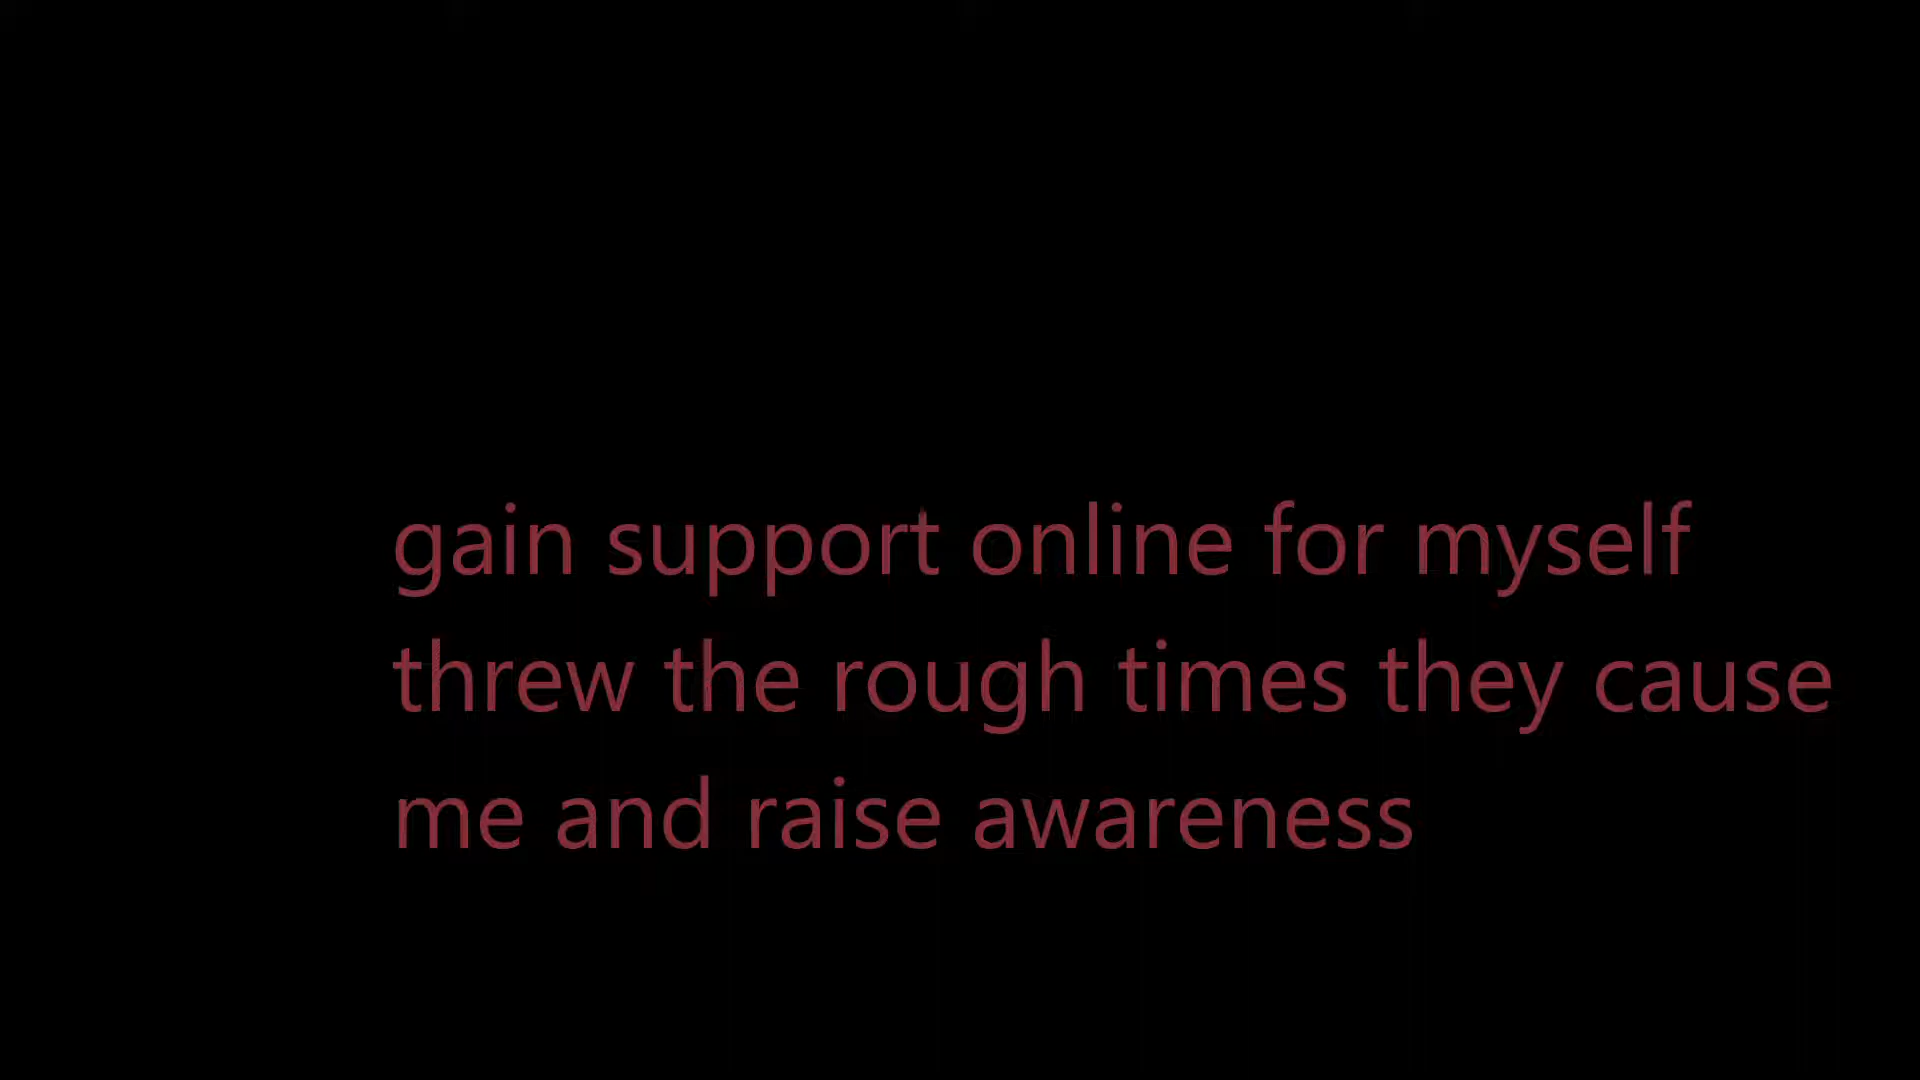 gain support online for myself
threw the rough times they cause
me and raise awareness